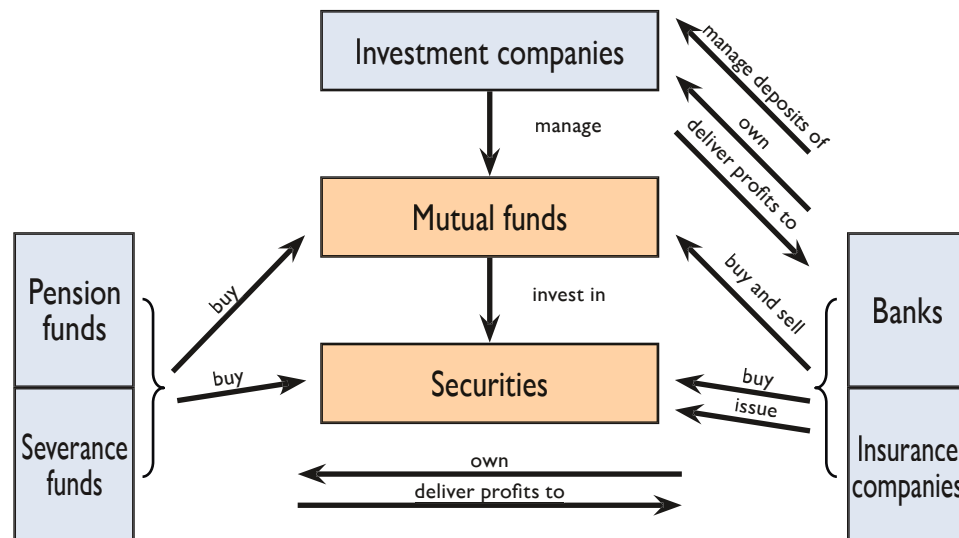 Investment companies
manage deposits of
own
deliver profits to
manage
Mutual funds
Pension
funds
buy
invest in
buy and sell
Banks
buy
Securities
buy
issue
Severance
funds
Insurance
companies
own
deliver profits to